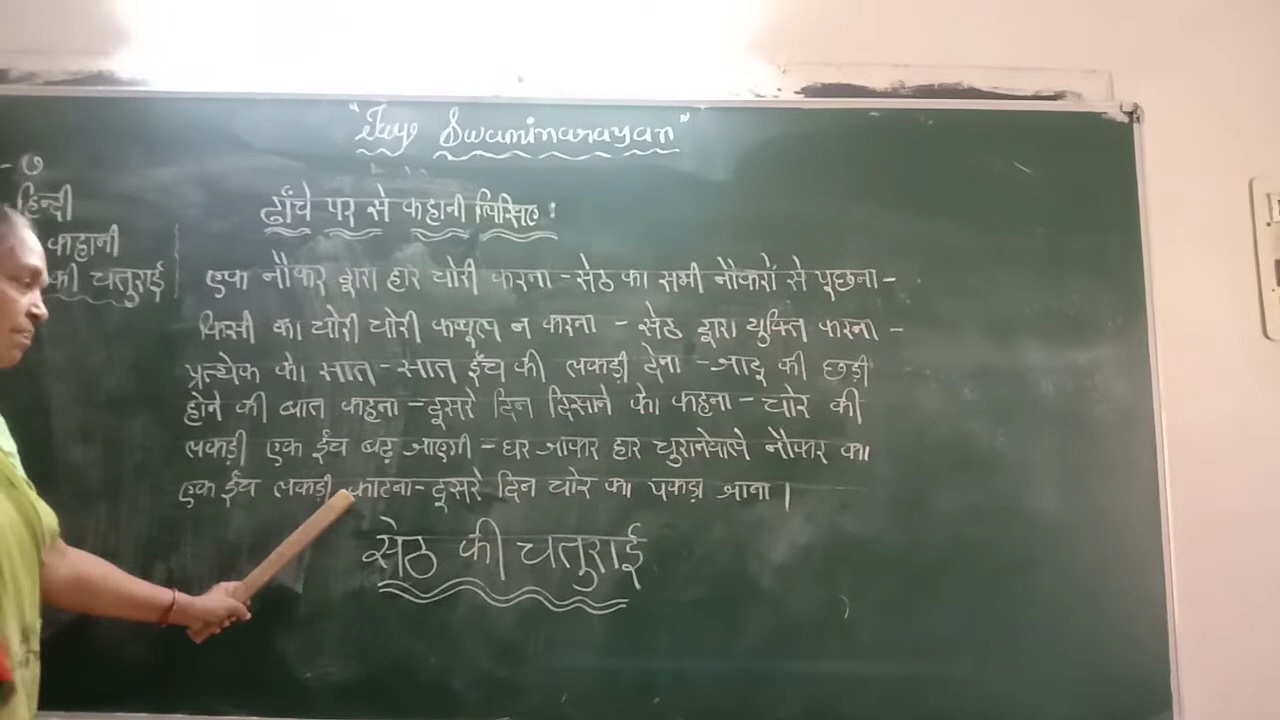 "Jay Swaminarayan"
- ७
हिन्दी
कहानी
की चतुराई
ढाँचे पर से कहानी लिखिए :
एक नौकर द्वारा हार चोरी करना - सेठ का सभी नौकरों से पूछना -
किसी का चोरी चोरी कबूल न करना - सेठ द्वारा युक्ति करना -
प्रत्येक को सात - सात ईंच की लकड़ी देना - जादू की छड़ी
होने की बात कहना - दूसरे दिन दिखाने को कहना - चोर की
लकड़ी एक ईंच बढ़ जाएगी - घर जाकर हार चुरानेवाले नौकर का
एक ईंच लकड़ी काटना - दूसरे दिन चोर का पकड़ा जाना |
सेठ की चतुराई